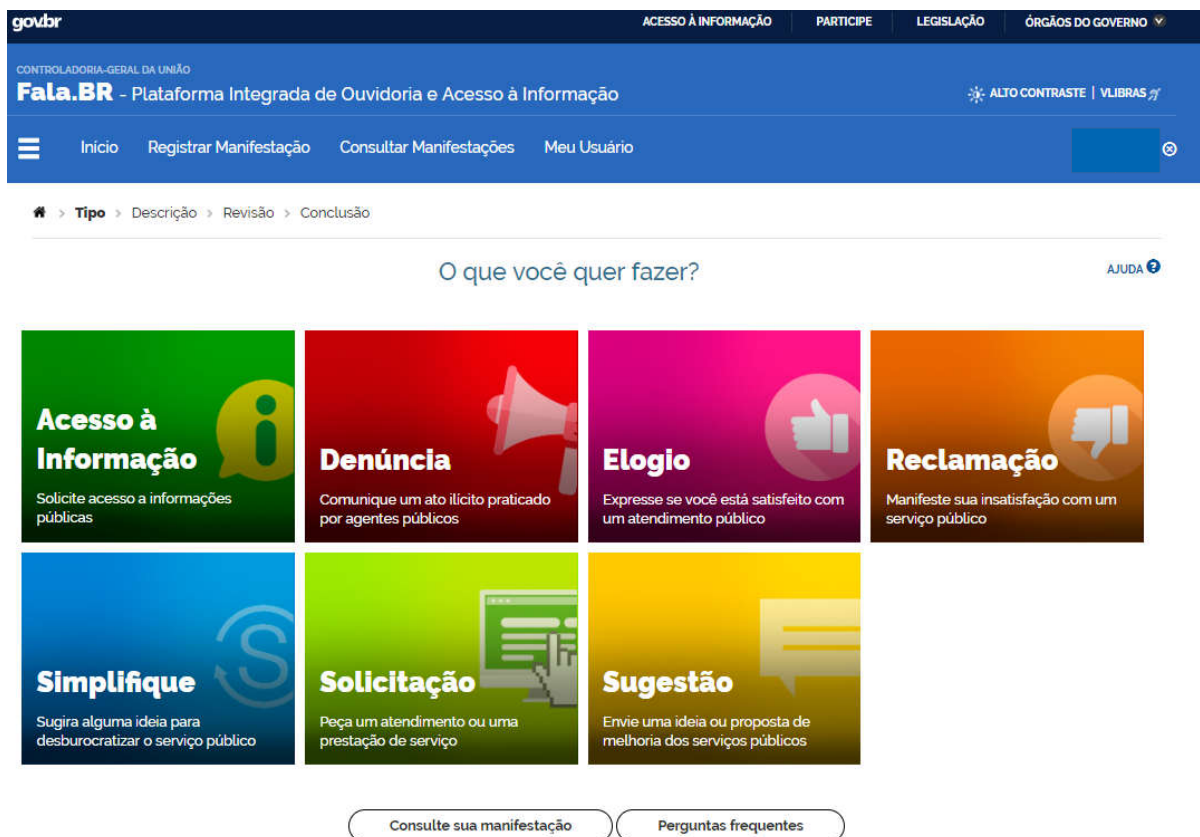 gov.br
ACESSO À INFORMAÇÃO PARTICIPE LEGISLAÇÃO ÓRGÃOS DO GOVERNO
CONTROLADORIA-GERAL DA UNIÃO
Fala.BR - Plataforma Integrada de Ouvidoria e Acesso à Informação
ALTO CONTRASTE | VLIBRAS
Início Registrar Manifestação Consultar Manifestações Meu Usuário
> Tipo > Descrição > Revisão > Conclusão
O que você quer fazer?
AJUDA
Acesso à
Informação
Solicite acesso a informações
públicas
Denúncia
Comunique um ato ilícito praticado
por agentes públicos
Elogio
Expresse se você está satisfeito com
um atendimento público
Reclamação
Manifeste sua insatisfação com um
serviço público
Simplifique
Sugira alguma ideia para
desburocratizar o serviço público
Solicitação
Peça um atendimento ou uma
prestação de serviço
Sugestão
Envie uma ideia ou proposta de
melhoria dos serviços públicos
Consulte sua manifestação
Perguntas frequentes